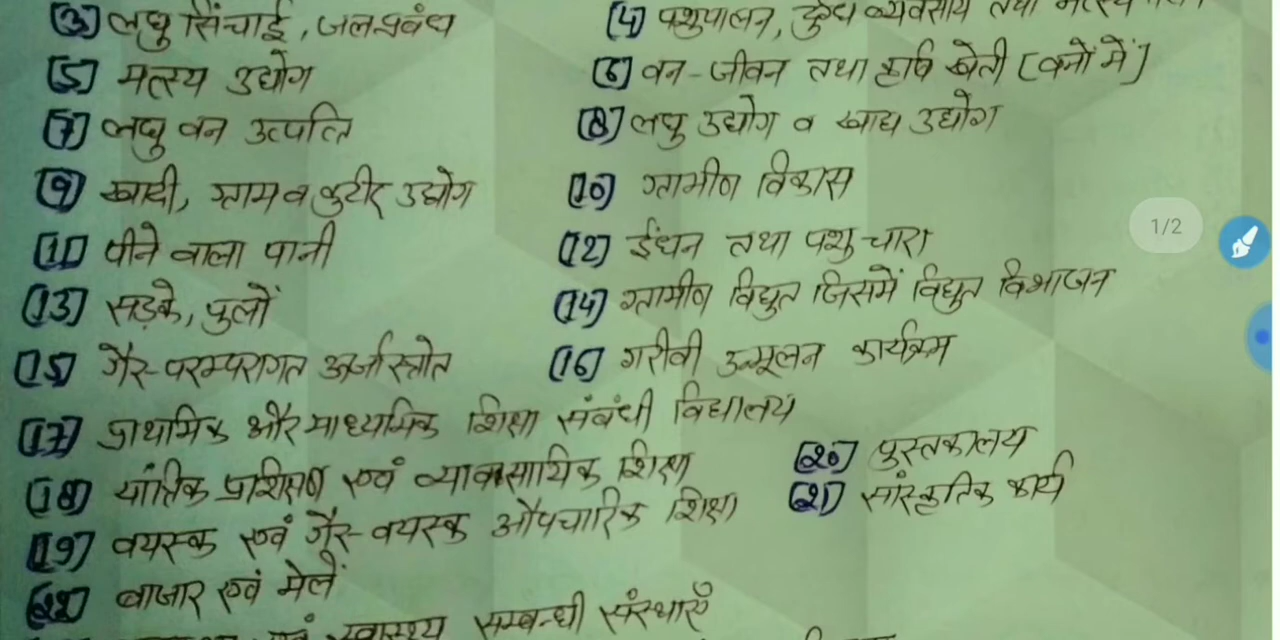 (3) लघु सिंचाई, जलप्रबंध (4) पशुपालन, दुग्ध व्यवसाय तथा मत्स्य
(5) मत्स्य उद्योग (6) वन-जीवन तथा कृषि खेती (वनों में)
(7) लघु वन उत्पत्ति (8) लघु उद्योग व खाद्य उद्योग
(9) खादी, ग्राम व कुटीर उद्योग (10) ग्रामीण विकास
(11) पीने वाला पानी (12) ईंधन तथा पशु चारा
(13) सड़के, पुलों (14) ग्रामीण विद्युत जिसमें विद्युत विभाजन
(15) गैर-परम्परागत ऊर्जा स्त्रोत (16) गरीबी उन्मूलन कार्यक्रम
(17) प्राथमिक और माध्यमिक शिक्षा संबंधी विद्यालय
(18) यांत्रिक प्रशिक्षण एवं व्यावसायिक शिक्षा (20) पुस्तकालय
(19) वयस्क एवं गैर-वयस्क औपचारिक शिक्षा (21) सांस्कृतिक कार्य
(22) बाजार एवं मेलें
एवं स्वास्थ्य सम्बन्धी संस्थाएँ
1/2